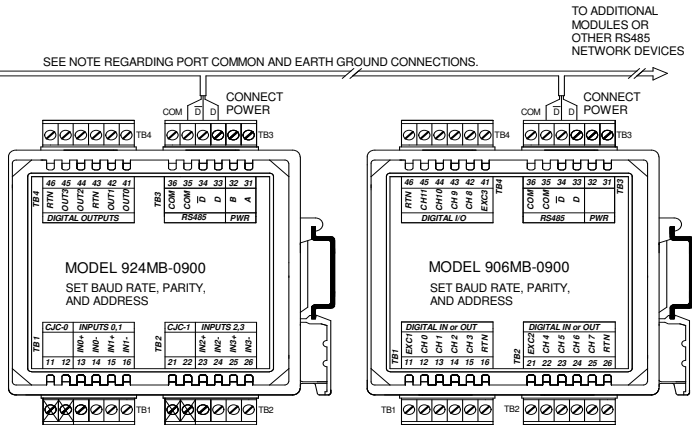 TO ADDITIONAL
MODULES OR
OTHER RS485
NETWORK DEVICES
SEE NOTE REGARDING PORT COMMON AND EARTH GROUND CONNECTIONS.
COM D D CONNECT POWER
COM D D CONNECT POWER
TB4 TB3
TB4 TB3
TB4 46 45 44 43 42 41
RTN OUT3 OUT2 RTN OUT1 OUT0
DIGITAL OUTPUTS
TB3 36 35 34 33 32 31
COM COM D D B A
RS485 PWR
MODEL 924MB-0900
SET BAUD RATE, PARITY,
AND ADDRESS
CJC-0 INPUTS 0,1
TB1 IN0+ IN0- IN1+ IN1-
11 12 13 14 15 16
CJC-1 INPUTS 2,3
TB2 IN2+ IN2- IN3+ IN3-
21 22 23 24 25 26
TB1 TB2
46 45 44 43 42 41 TB4
RTN CH11 CH10 CH 9 CH 8 EXC3
DIGITAL I/O
36 35 34 33 32 31 TB3
COM COM D D
RS485 PWR
MODEL 906MB-0900
SET BAUD RATE, PARITY,
AND ADDRESS
DIGITAL IN or OUT
TB1 EXC1 CH 0 CH 1 CH 2 CH 3 RTN
11 12 13 14 15 16
DIGITAL IN or OUT
TB2 EXC2 CH 4 CH 5 CH 6 CH 7 RTN
21 22 23 24 25 26
TB1 TB2